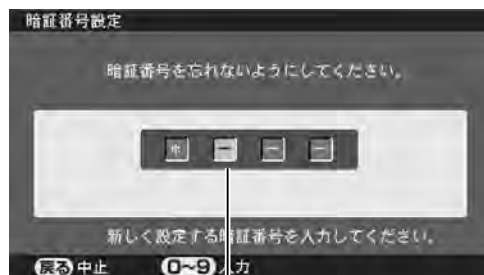 暗証番号設定
暗証番号を忘れないようにしてください。
* − − −
新しく設定する暗証番号を入力してください。
戻る 中止 0~9 入力